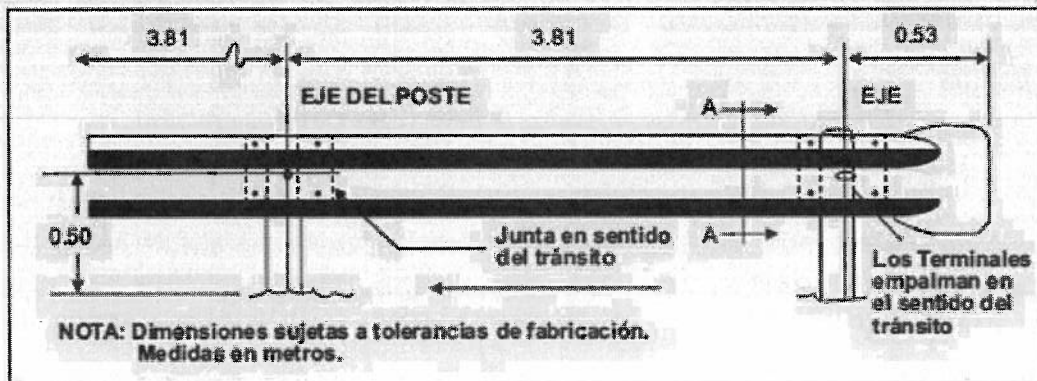 3.81
3.81
0.53
EJE DEL POSTE
EJE
A
0.50
A
Junta en sentido
del tránsito
Los Terminales
empalman en
el sentido del
tránsito
NOTA: Dimensiones sujetas a tolerancias de fabricación.
Medidas en metros.